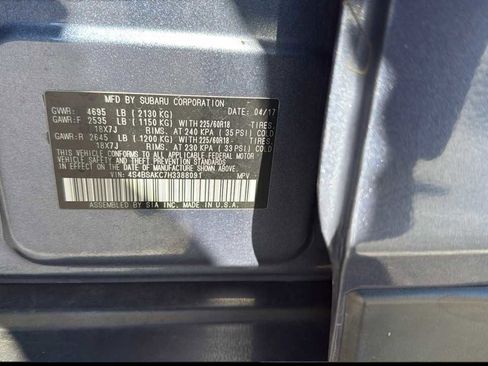 MFD BY SUBARU CORPORATION
GVWR: 4695 LB (2130 KG) DATE: 04/17
GAWR:F 2535 LB (1150 KG) WITH 225/60R18 TIRES,
18X7J RIMS, AT 240 KPA (35 PSI) COLD
GAWR:R 2645 LB (1200 KG) WITH 225/60R18 TIRES,
18X7J RIMS, AT 230 KPA (33 PSI) COLD
THIS VEHICLE CONFORMS TO ALL APPLICABLE FEDERAL MOTOR
VEHICLE SAFETY STANDARDS IN EFFECT ON THE DATE OF
MANUFACTURE SHOWN ABOVE.
VIN: 4S4BSAKC7H3388091 MPV
ASSEMBLED BY SIA INC, MADE IN U.S.A.